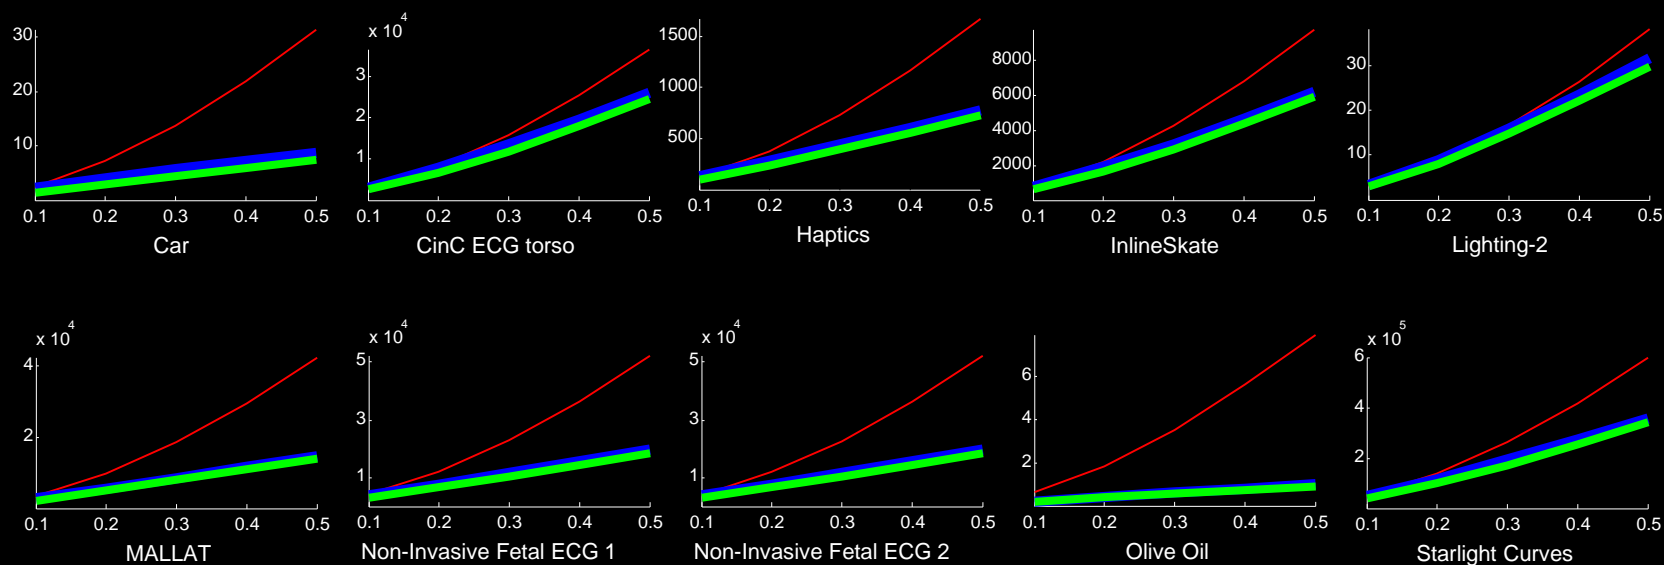 30
20
10
0.1 0.2 0.3 0.4 0.5
Car
x 10^4
3
2
1
0.1 0.2 0.3 0.4 0.5
CinC ECG torso
1500
1000
500
0.1 0.2 0.3 0.4 0.5
Haptics
8000
6000
4000
2000
0.1 0.2 0.3 0.4 0.5
InlineSkate
30
20
10
0.1 0.2 0.3 0.4 0.5
Lighting-2
x 10^4
4
2
0.1 0.2 0.3 0.4 0.5
MALLAT
x 10^4
5
3
1
0.1 0.2 0.3 0.4 0.5
Non-Invasive Fetal ECG 1
x 10^4
5
3
1
0.1 0.2 0.3 0.4 0.5
Non-Invasive Fetal ECG 2
6
4
2
0.1 0.2 0.3 0.4 0.5
Olive Oil
x 10^5
6
4
2
0.1 0.2 0.3 0.4 0.5
Starlight Curves